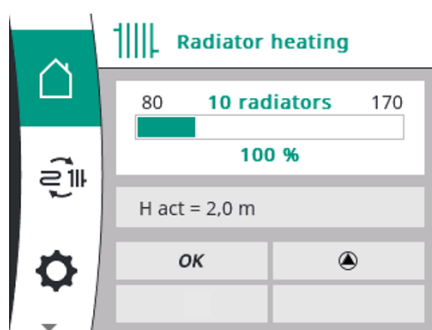 Radiator heating
80 10 radiators 170
100 %
H act = 2,0 m
OK